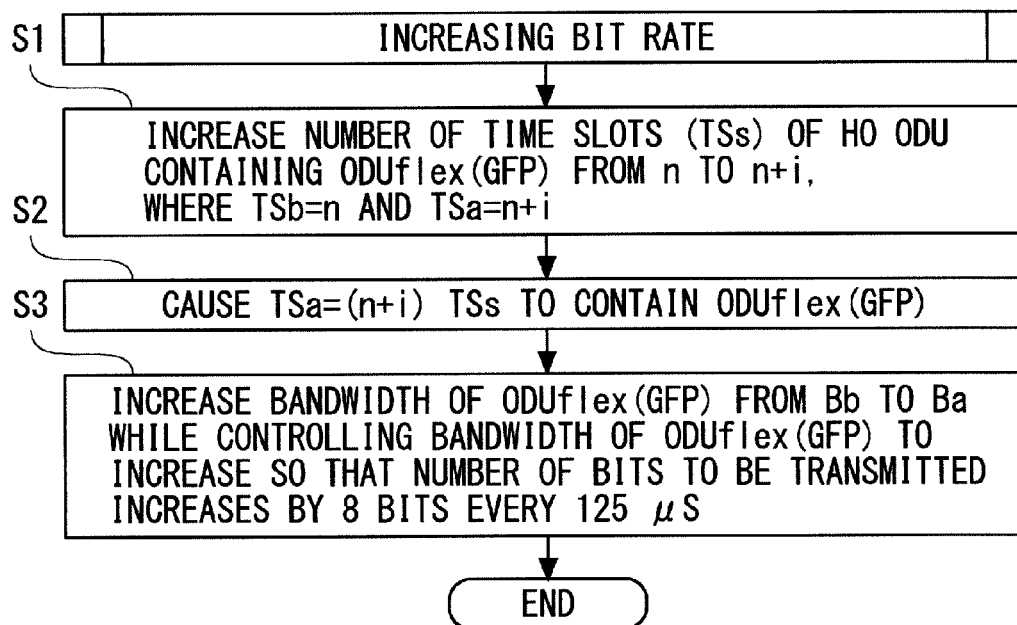 S1
INCREASING BIT RATE
INCREASE NUMBER OF TIME SLOTS (TSs) OF HO ODU
CONTAINING ODUflex(GFP) FROM n TO n+i,
WHERE TSb=n AND TSa=n+i
S2
CAUSE TSa=(n+i) TSs TO CONTAIN ODUflex(GFP)
S3
INCREASE BANDWIDTH OF ODUflex(GFP) FROM Bb TO Ba
WHILE CONTROLLING BANDWIDTH OF ODUflex(GFP) TO
INCREASE SO THAT NUMBER OF BITS TO BE TRANSMITTED
INCREASES BY 8 BITS EVERY 125 μS
END